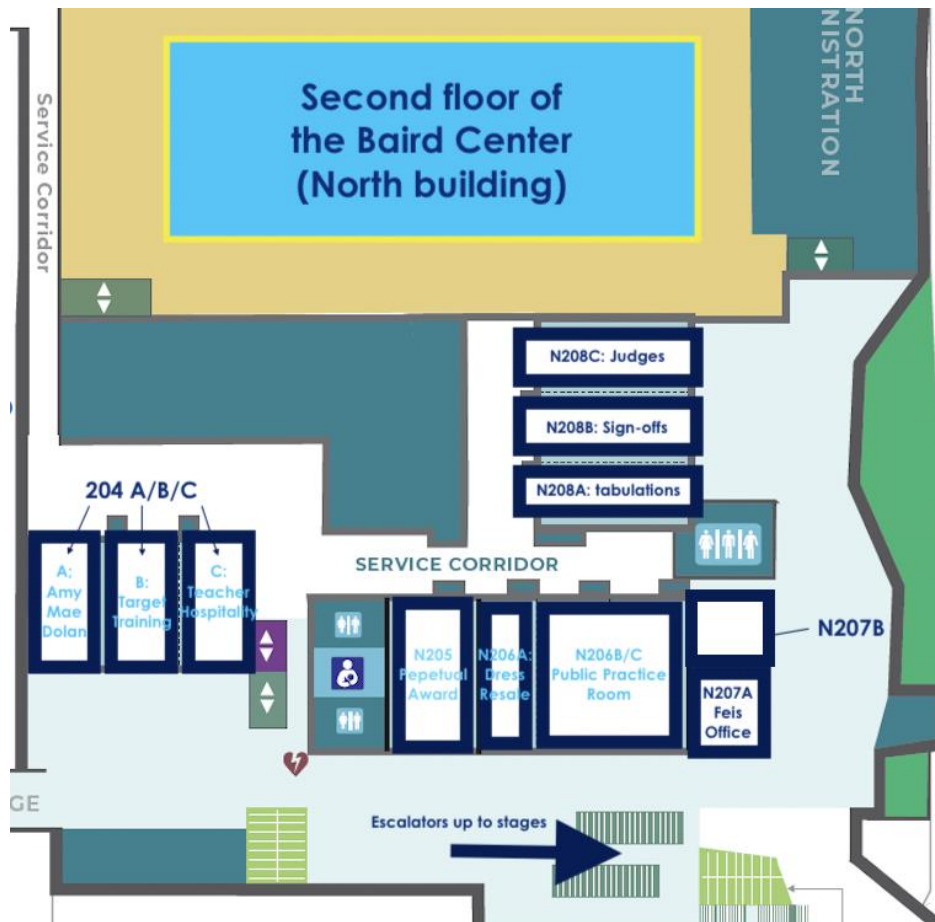 NORTH
NISTRATION
Service Corridor
Second floor of
the Baird Center
(North building)
N208C: Judges
N208B: Sign-offs
N208A: tabulations
204 A/B/C
A:
Amy
Mae
Dolan
B:
Target
Training
C:
Teacher
Hospitality
SERVICE CORRIDOR
N205
Pepetual
Award
N206A:
Dress
Resale
N206B/C
Public Practice
Room
N207B
N207A
Feis
Office
GE
Escalators up to stages